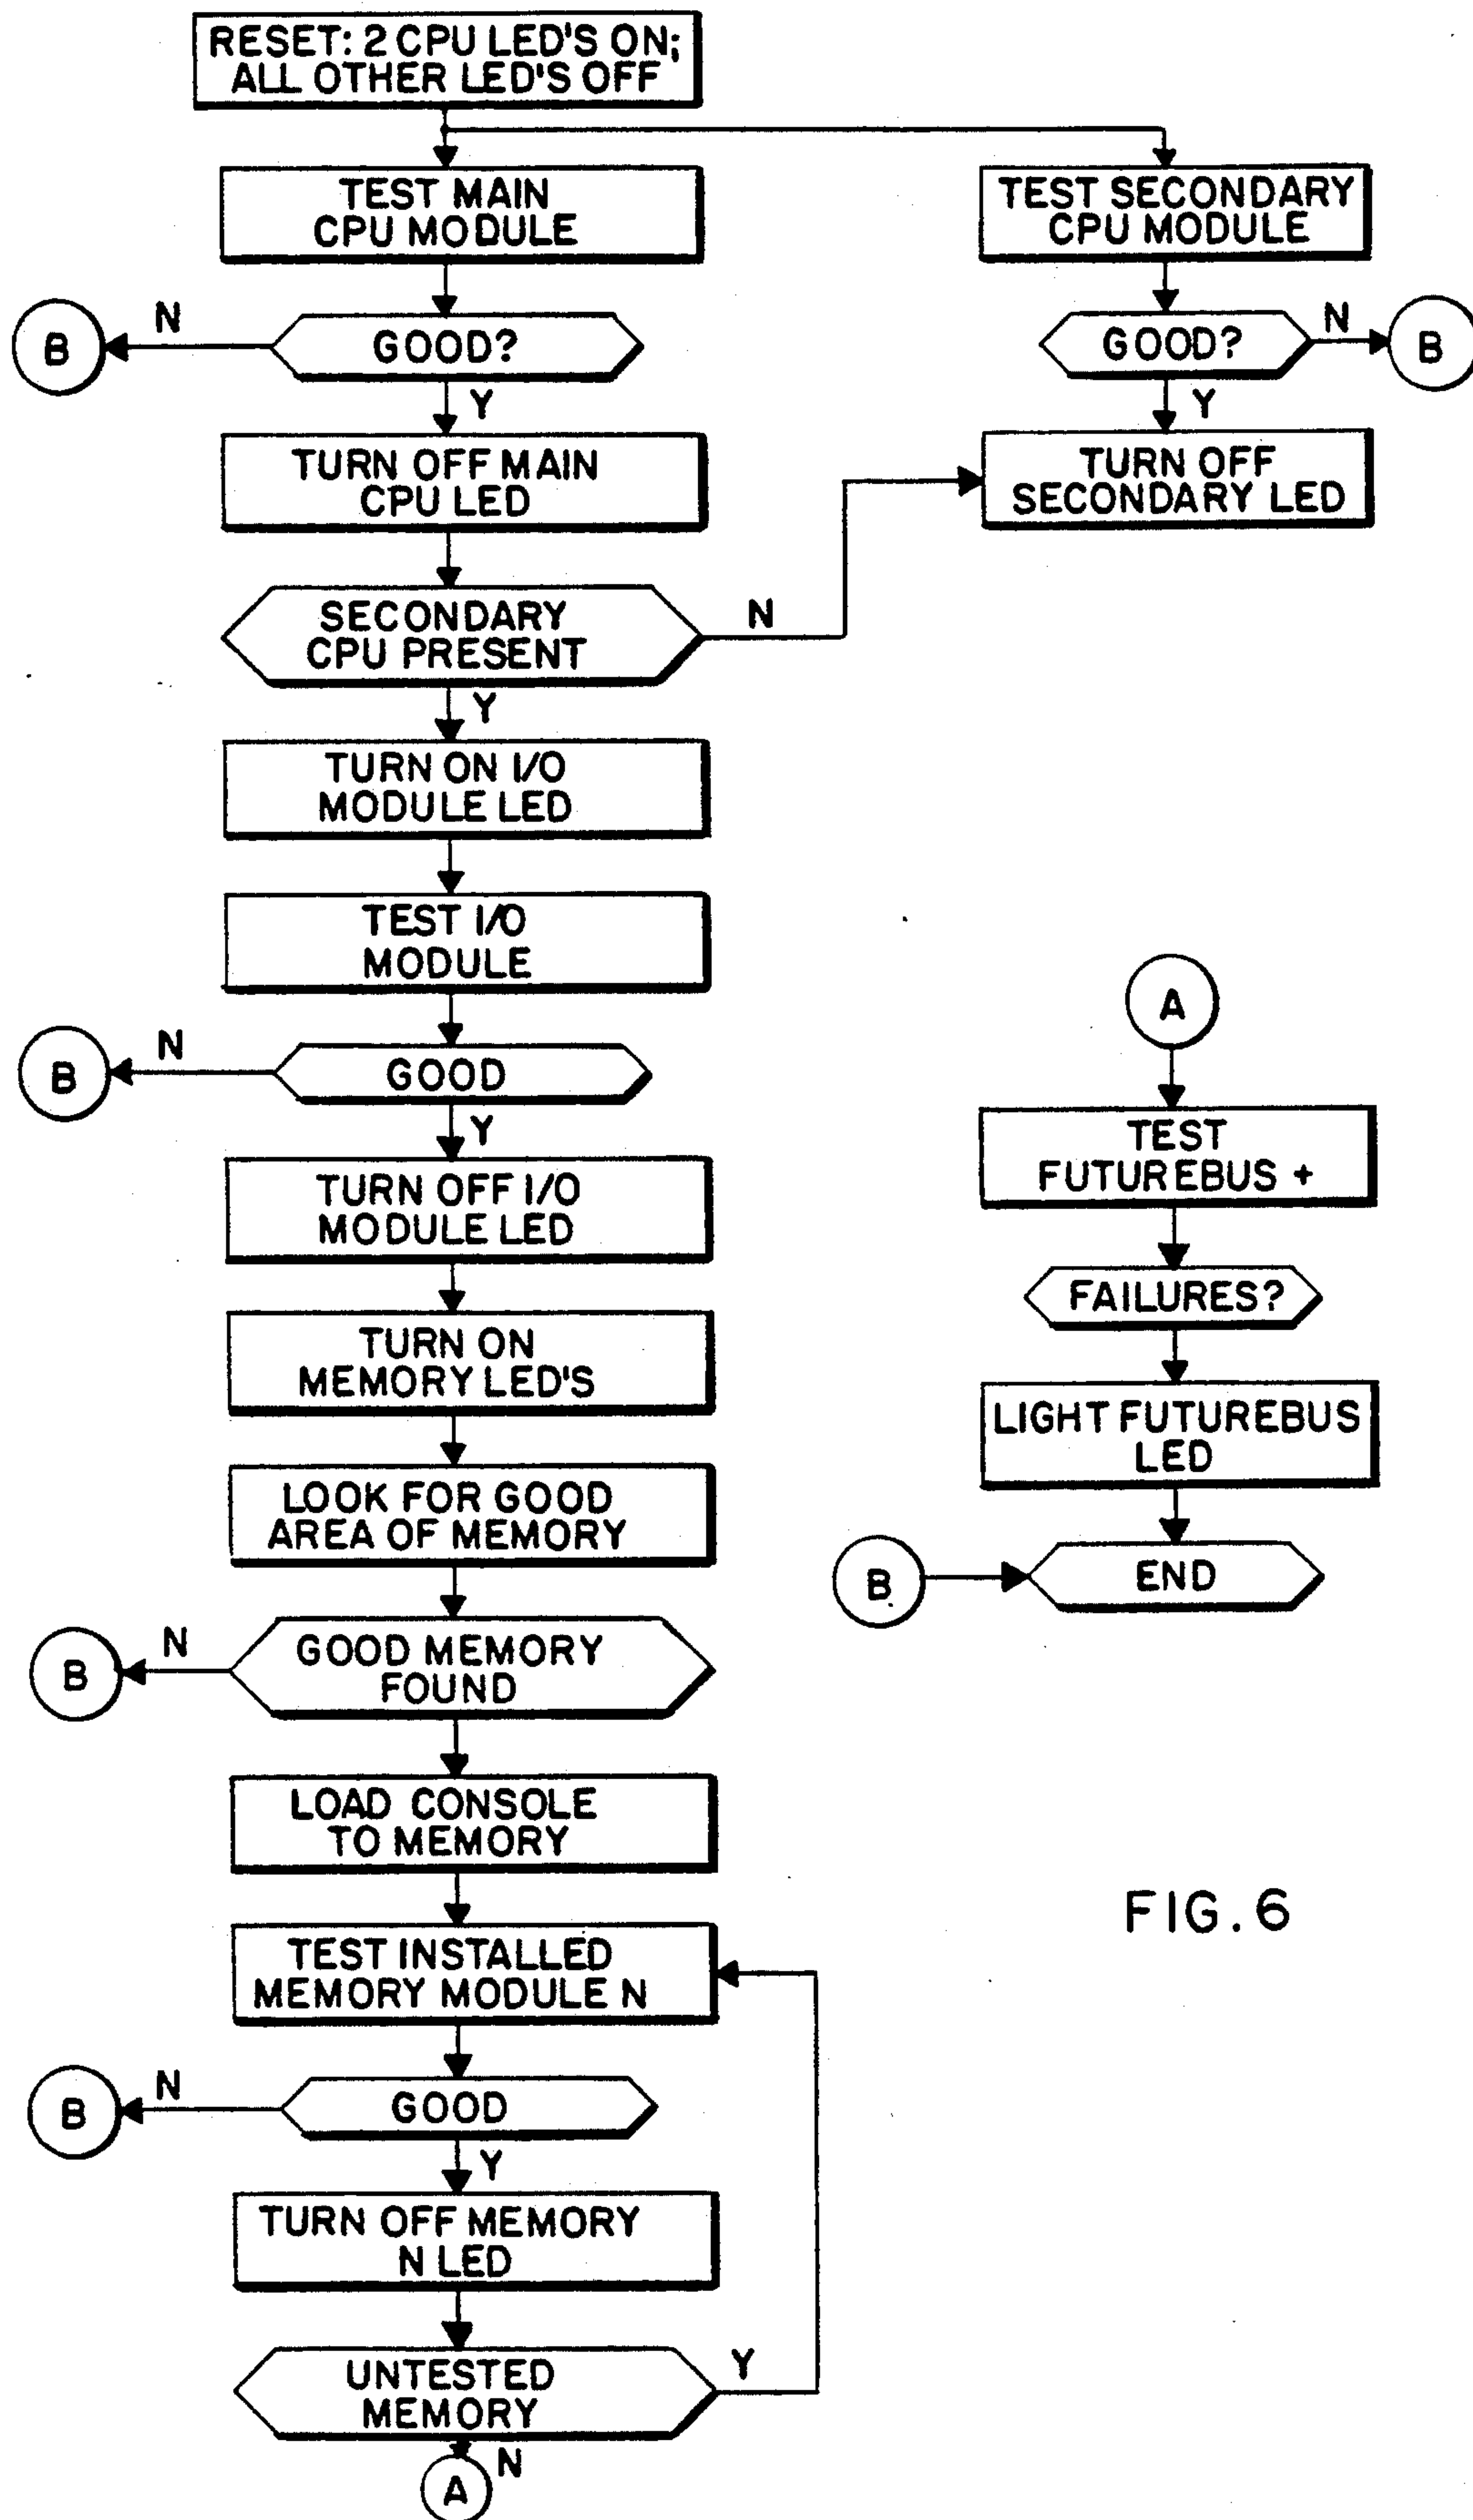 RESET: 2 CPU LED'S ON;
ALL OTHER LED'S OFF
TEST MAIN
CPU MODULE
TEST SECONDARY
CPU MODULE
B
N
GOOD?
Y
GOOD?
N
B
Y
TURN OFF MAIN
CPU LED
TURN OFF
SECONDARY LED
SECONDARY
CPU PRESENT
N
Y
TURN ON I/O
MODULE LED
TEST I/O
MODULE
B
N
GOOD
Y
TURN OFF I/O
MODULE LED
TURN ON
MEMORY LED'S
LOOK FOR GOOD
AREA OF MEMORY
B
N
GOOD MEMORY
FOUND
LOAD CONSOLE
TO MEMORY
TEST INSTALLED
MEMORY MODULE N
B
N
GOOD
Y
TURN OFF MEMORY
N LED
UNTESTED
MEMORY
Y
N
A
A
TEST
FUTUREBUS +
FAILURES?
LIGHT FUTUREBUS
LED
B
END
FIG. 6